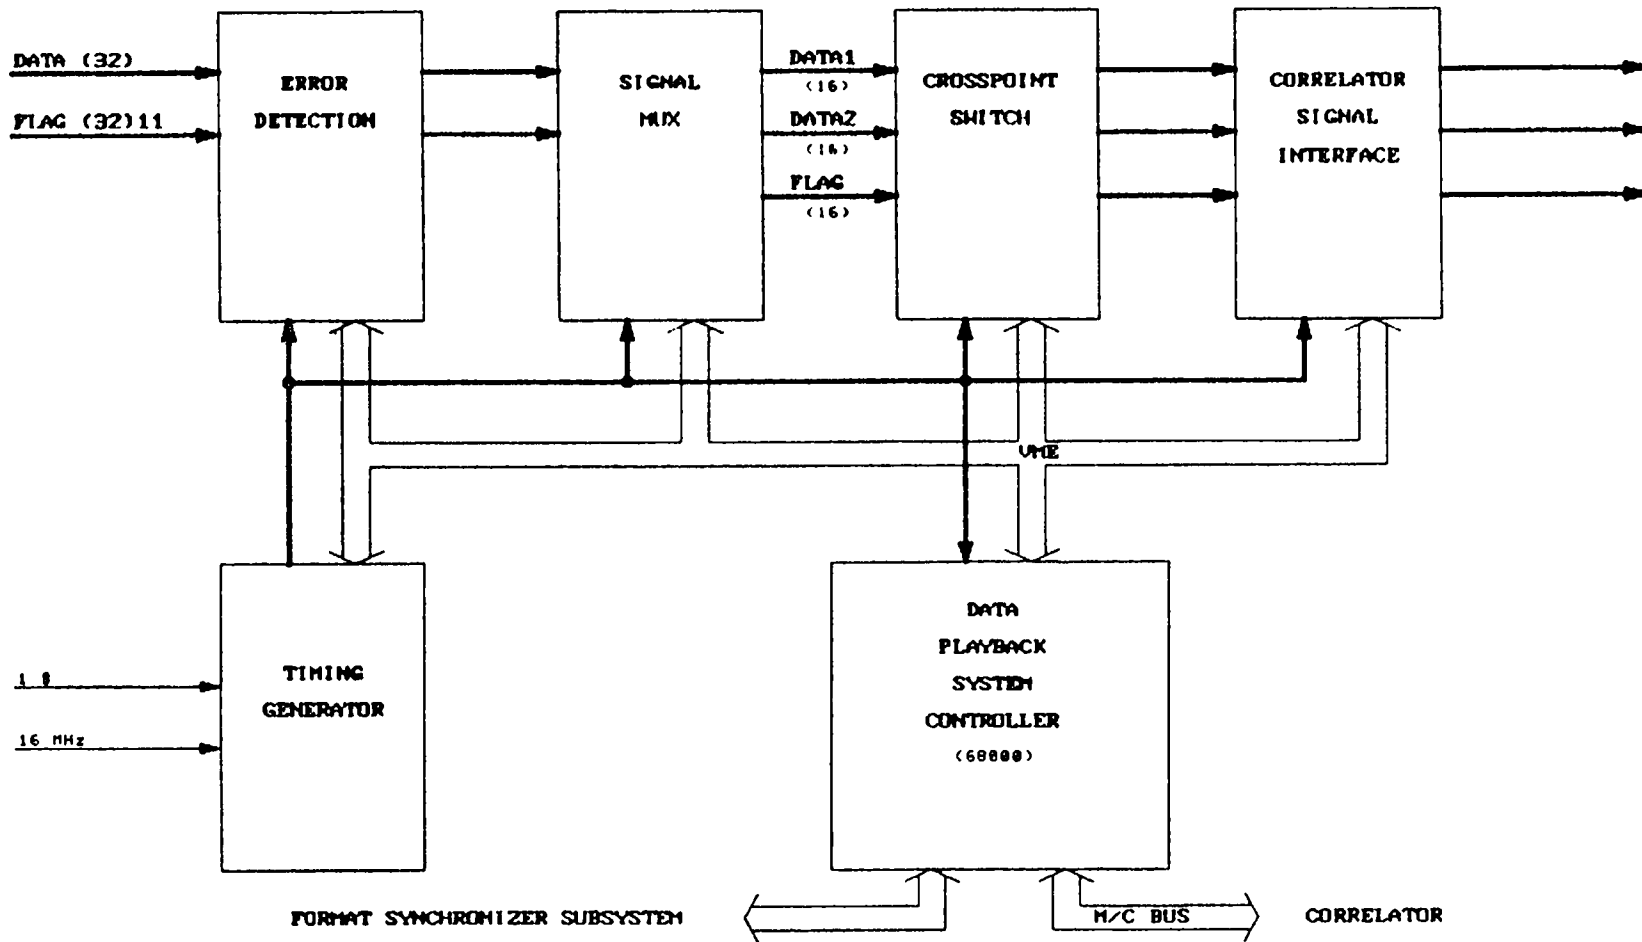 DATA (32)
FLAG (32)11
ERROR
DETECTION
SIGNAL
MUX
DATA1
(16)
DATA2
(16)
FLAG
(16)
CROSSPOINT
SWITCH
CORRELATOR
SIGNAL
INTERFACE
VME
1
16 MHz
TIMING
GENERATOR
DATA
PLAYBACK
SYSTEM
CONTROLLER
(68000)
FORMAT SYNCHRONIZER SUBSYSTEM
M/C BUS
CORRELATOR